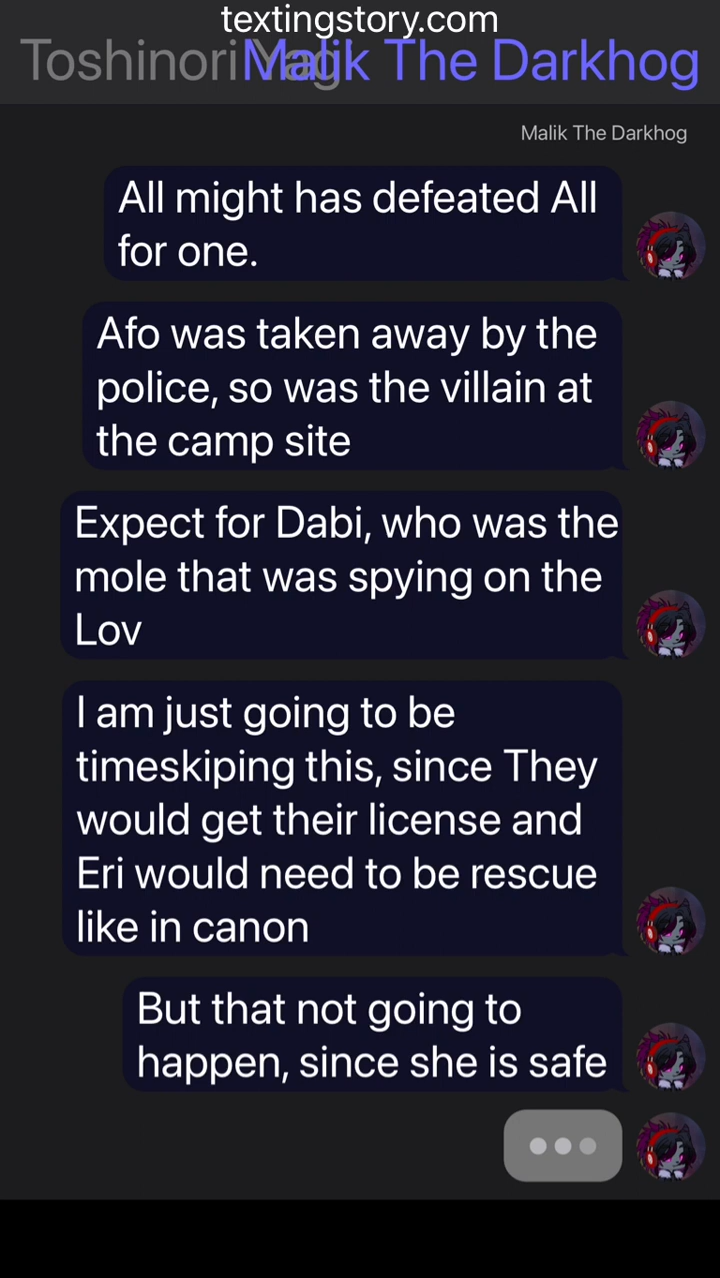 textingstory.com
Toshinori Yagi
Malik The Darkhog
Malik The Darkhog
All might has defeated All
for one.
Afo was taken away by the
police, so was the villain at
the camp site
Expect for Dabi, who was the
mole that was spying on the
Lov
I am just going to be
timeskiping this, since They
would get their license and
Eri would need to be rescue
like in canon
But that not going to
happen, since she is safe